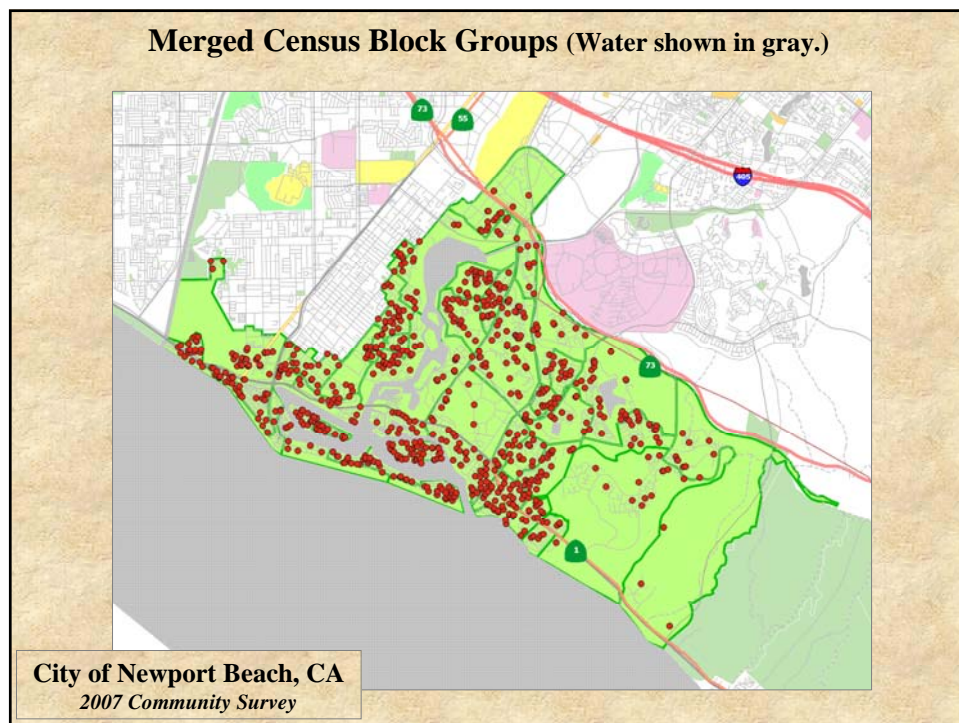 Merged Census Block Groups (Water shown in gray.)
73
55
405
73
1
City of Newport Beach, CA
2007 Community Survey